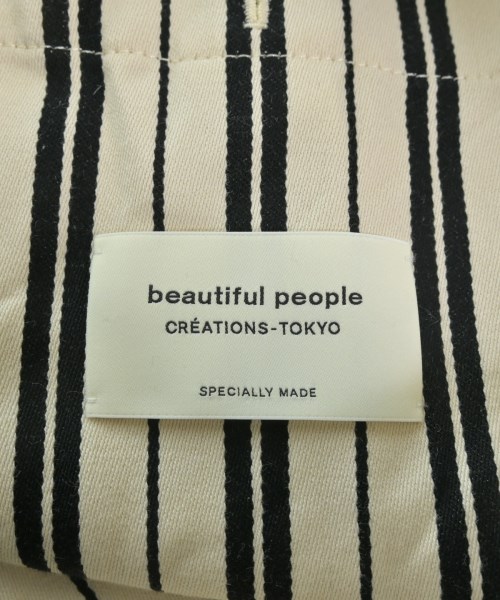 beautiful people
CRÉATIONS-TOKYO
SPECIALLY MADE